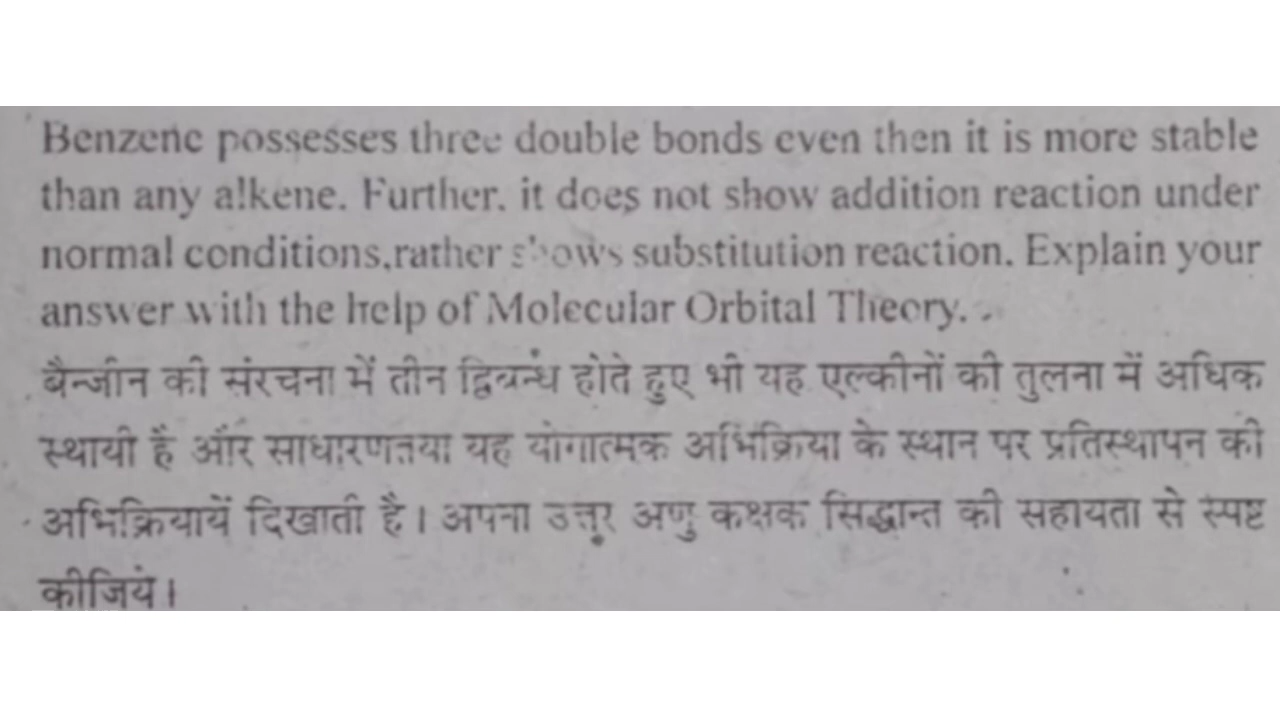 Benzene possesses three double bonds even then it is more stable
than any alkene. Further, it does not show addition reaction under
normal conditions,rather shows substitution reaction. Explain your
answer with the help of Molecular Orbital Theory.
बैन्जीन की संरचना में तीन द्विबन्ध होते हुए भी यह एल्कीनों की तुलना में अधिक
स्थायी है और साधारणतया यह योगात्मक अभिक्रिया के स्थान पर प्रतिस्थापन की
अभिक्रियायें दिखाती है। अपना उत्तर अणु कक्षक सिद्धान्त की सहायता से स्पष्ट
कीजिये।